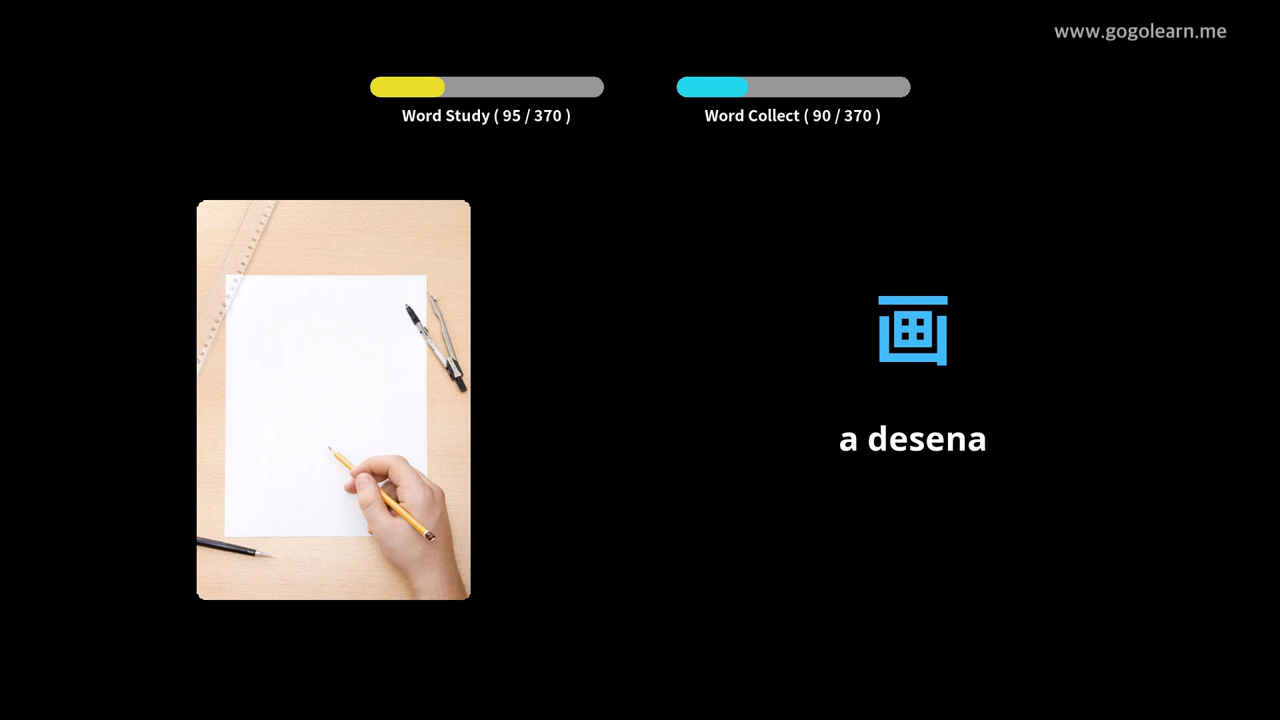 www.gogolearn.me
Word Study ( 95 / 370 )
Word Collect ( 90 / 370 )
画
a desena